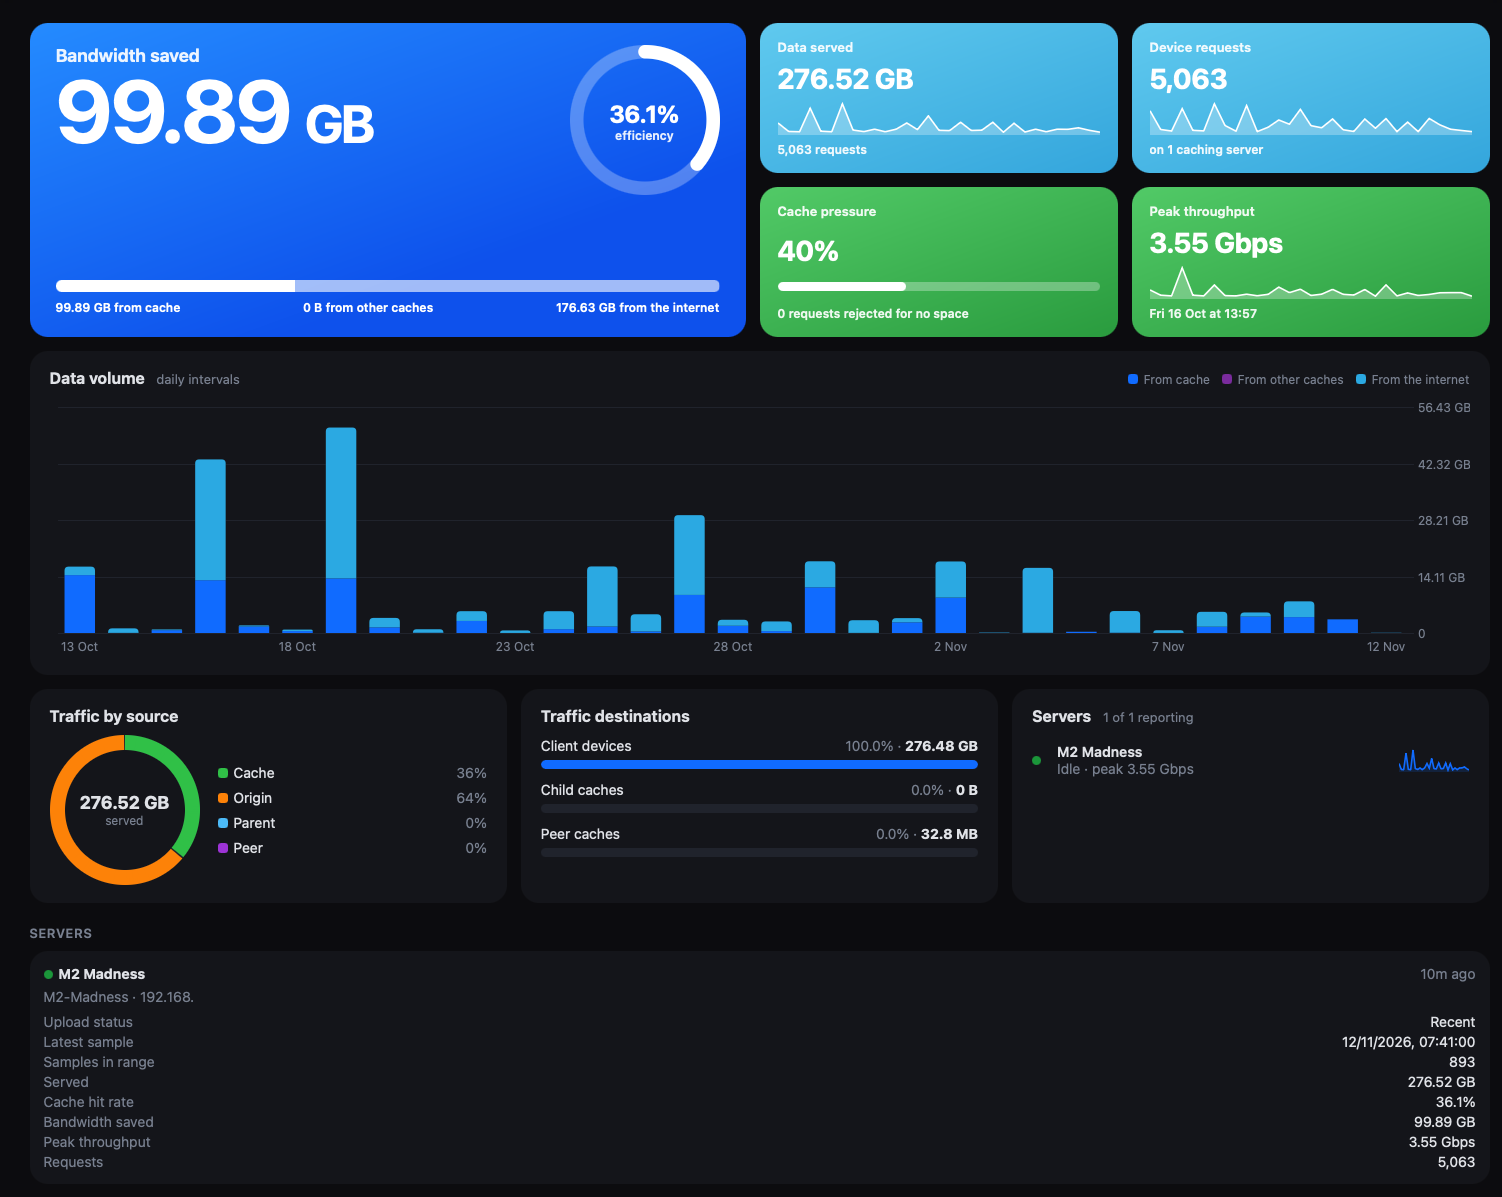 Bandwidth saved
99.89 GB
36.1%
efficiency
99.89 GB from cache
0 B from other caches
176.63 GB from the internet
Data served
276.52 GB
5,063 requests
Device requests
5,063
on 1 caching server
Cache pressure
40%
0 requests rejected for no space
Peak throughput
3.55 Gbps
Fri 16 Oct at 13:57
Data volume daily intervals
From cache From other caches From the internet
56.43 GB
42.32 GB
28.21 GB
14.11 GB
0
13 Oct 18 Oct 23 Oct 28 Oct 2 Nov 7 Nov 12 Nov
Traffic by source
276.52 GB
served
Cache 36%
Origin 64%
Parent 0%
Peer 0%
Traffic destinations
Client devices 100.0% · 276.48 GB
Child caches 0.0% · 0 B
Peer caches 0.0% · 32.8 MB
Servers 1 of 1 reporting
M2 Madness
Idle · peak 3.55 Gbps
SERVERS
M2 Madness 10m ago
M2-Madness · 192.168.
Upload status Recent
Latest sample 12/11/2026, 07:41:00
Samples in range 893
Served 276.52 GB
Cache hit rate 36.1%
Bandwidth saved 99.89 GB
Peak throughput 3.55 Gbps
Requests 5,063